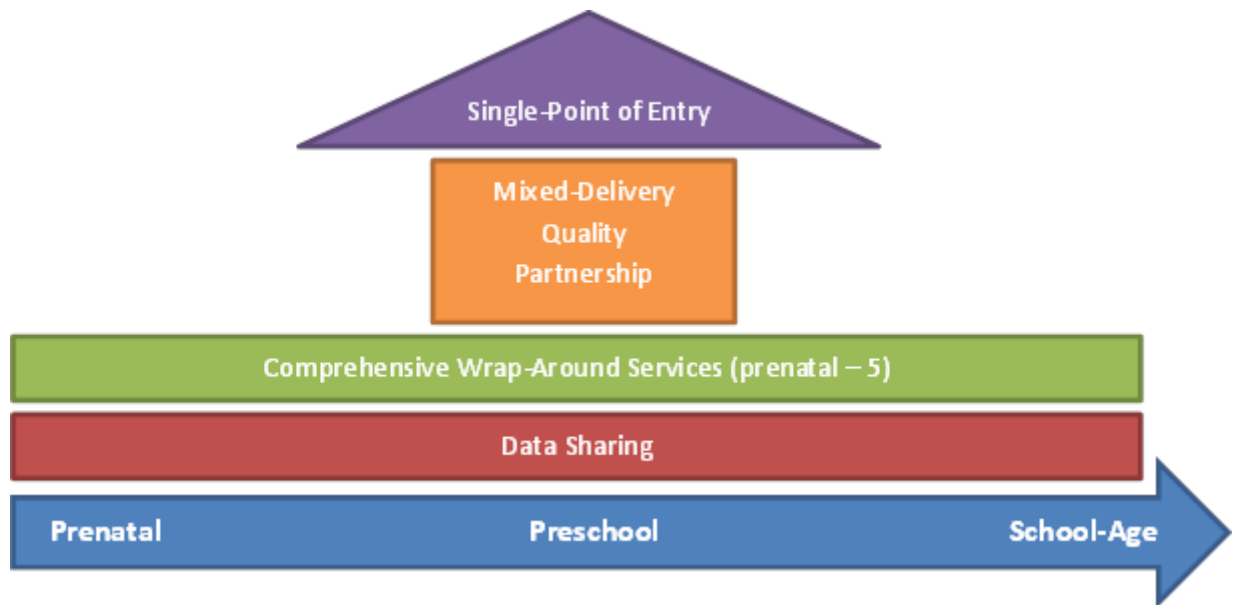 Single-Point of Entry
Mixed-Delivery
Quality
Partnership
Comprehensive Wrap-Around Services (prenatal – 5)
Data Sharing
Prenatal Preschool School-Age